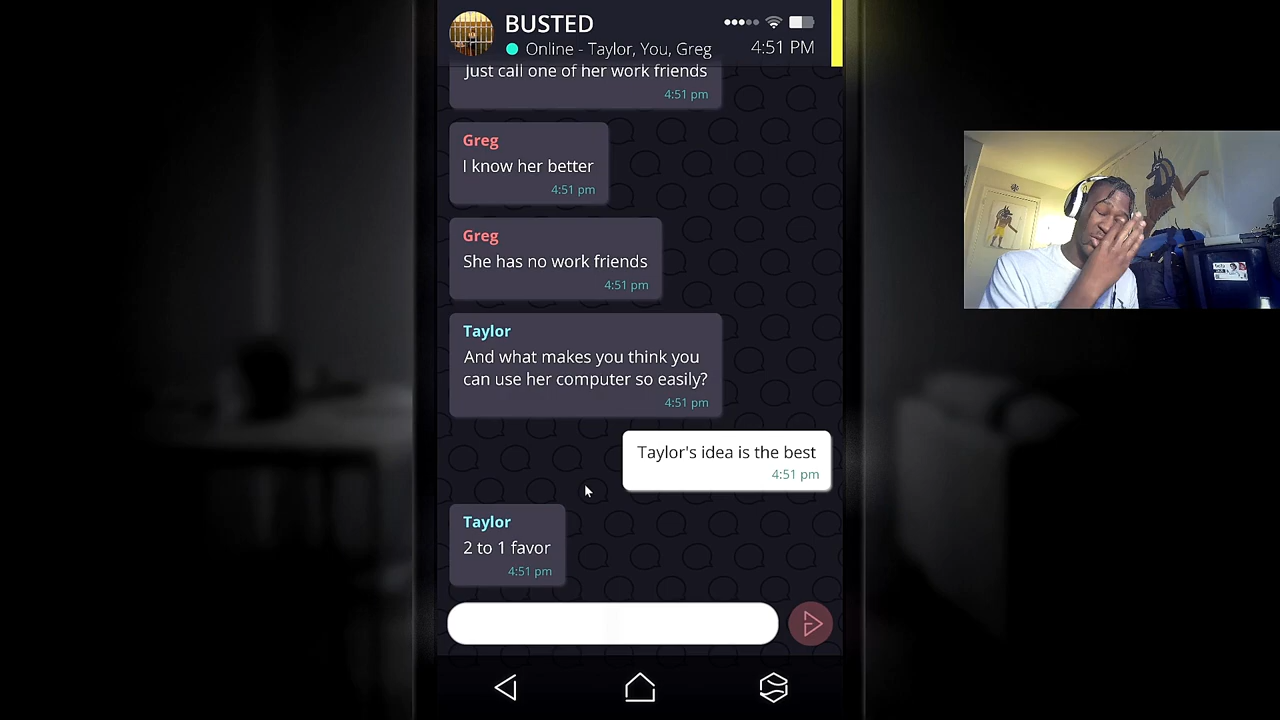 BUSTED
Online - Taylor, You, Greg
4:51 PM
Just call one of her work friends
4:51 pm
Greg
I know her better
4:51 pm
Greg
She has no work friends
4:51 pm
Taylor
And what makes you think you
can use her computer so easily?
4:51 pm
Taylor's idea is the best
4:51 pm
Taylor
2 to 1 favor
4:51 pm